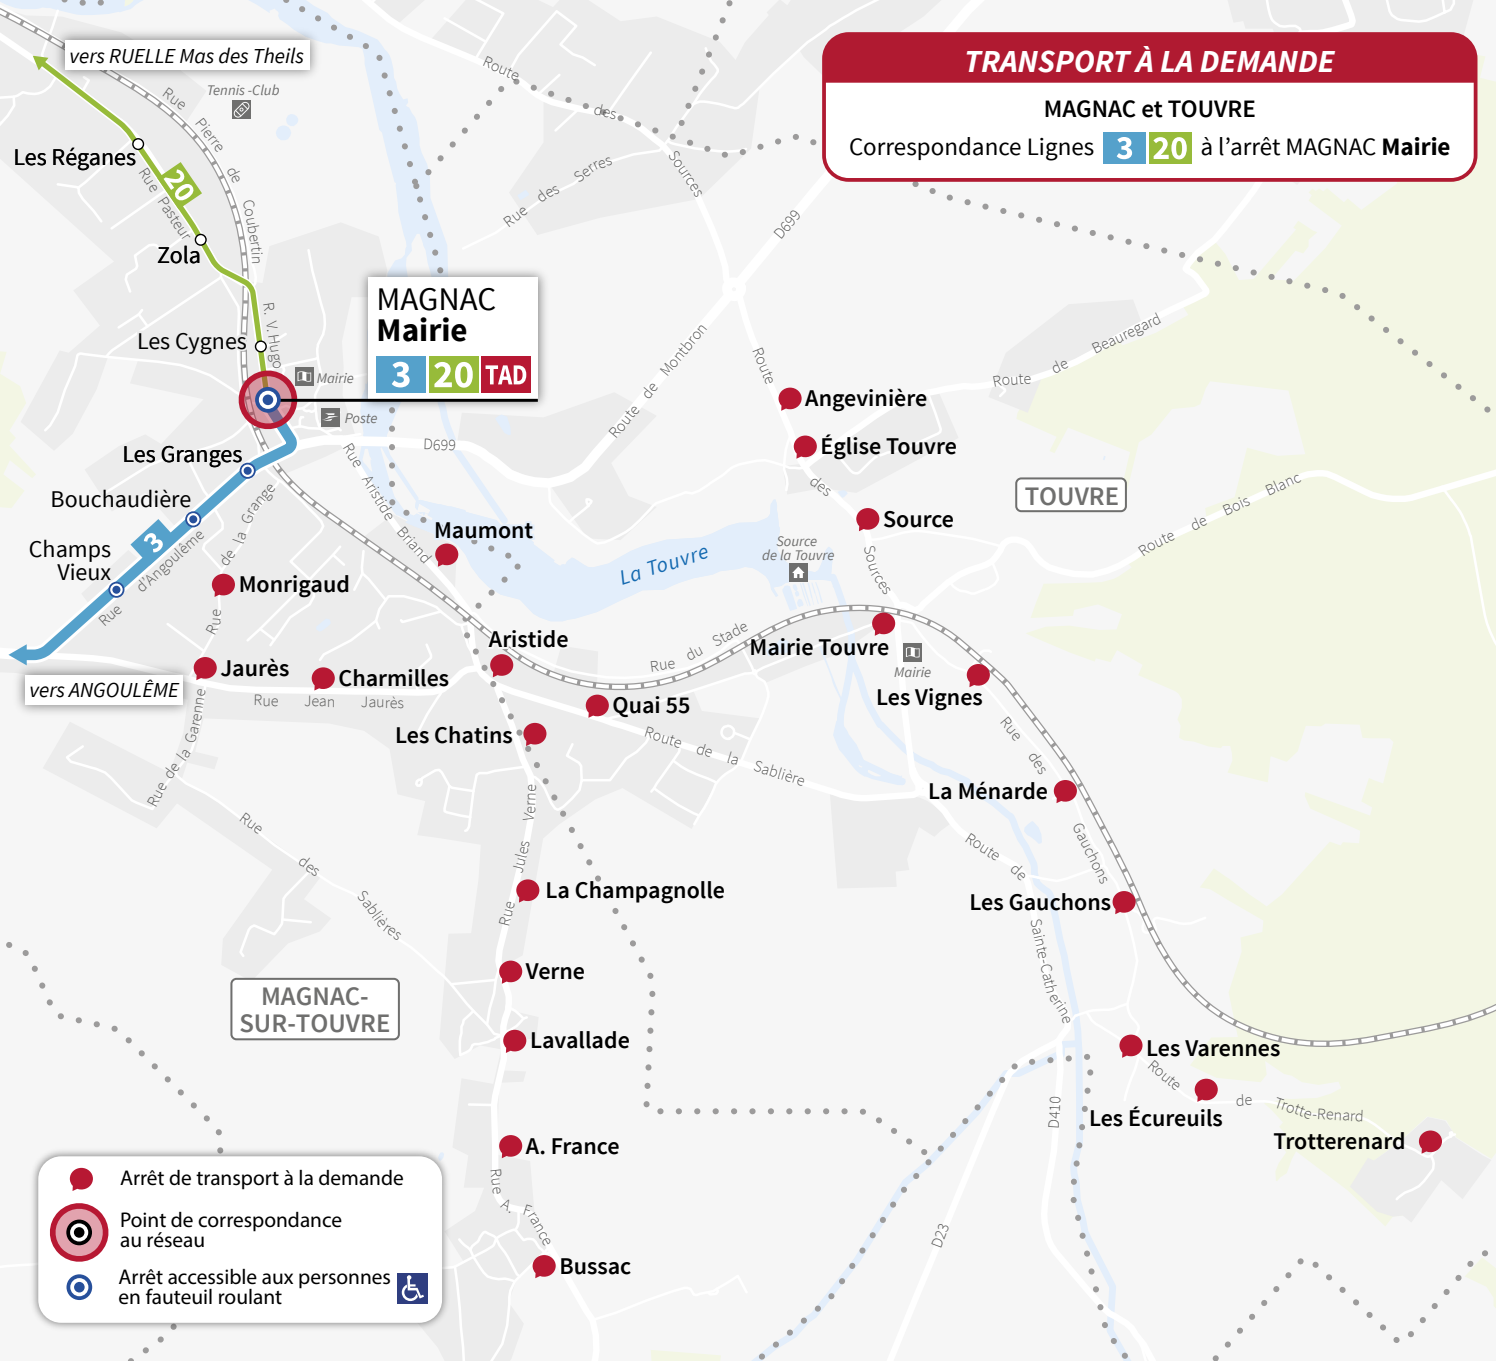 vers RUELLE Mas des Theils
TRANSPORT À LA DEMANDE
MAGNAC et TOUVRE
Correspondance Lignes 3 20 à l'arrêt MAGNAC Mairie
Tennis-Club
Rue Pierre de Coubertin
Les Réganes
20
Rue Pasteur
Zola
Les Cygnes
R. V.Hugo
MAGNAC
Mairie
3 20 TAD
Mairie
Poste
Les Granges
Bouchaudière
Champs
Vieux
3
Rue d'Angoulême
vers ANGOULÊME
Route des Sources
Rue des Serres
D699
Route de Montbron
D699
Rue Aristide Briand
Route des Sources
Route de Beauregard
Angevinière
Église Touvre
TOUVRE
Route de Bois Blanc
Source
Source
de la Touvre
La Touvre
Maumont
Rue de la Grange
Monrigaud
Jaurès
Charmilles
Rue Jean Jaurès
Aristide
Rue du Stade
Mairie Touvre
Mairie
Les Vignes
Quai 55
Les Chatins
Route de la Sablière
Rue de la Garenne
Rue des Sablières
Rue Jules Verne
Rue des Gauchons
La Ménarde
Route de Sainte-Catherine
Les Gauchons
La Champagnolle
Verne
MAGNAC-
SUR-TOUVRE
Lavallade
Les Varennes
Route de Trotte-Renard
Les Écureuils
Trotterenard
D410
D23
A. France
Rue A. France
Bussac
Arrêt de transport à la demande
Point de correspondance
au réseau
Arrêt accessible aux personnes
en fauteuil roulant